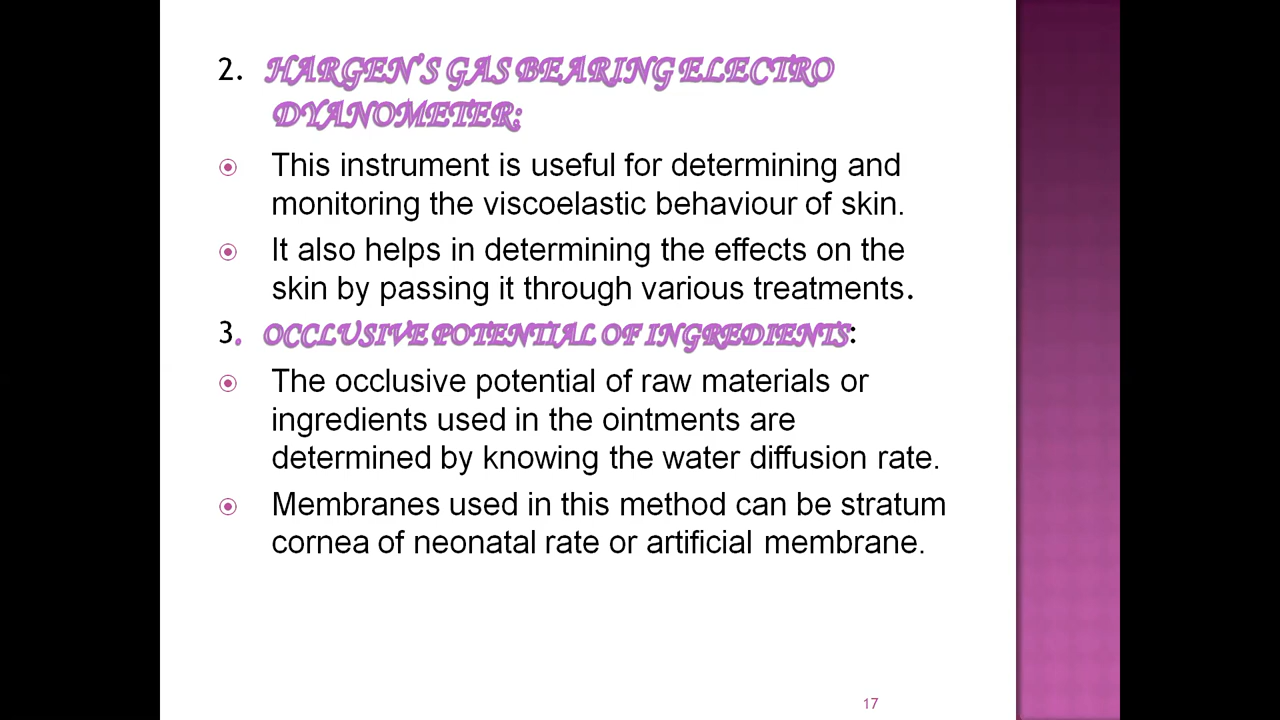 2. HARGEN'S GAS BEARING ELECTRO
DYANOMETER:
This instrument is useful for determining and
monitoring the viscoelastic behaviour of skin.
It also helps in determining the effects on the
skin by passing it through various treatments.
3. OCCLUSIVE POTENTIAL OF INGREDIENTS:
The occlusive potential of raw materials or
ingredients used in the ointments are
determined by knowing the water diffusion rate.
Membranes used in this method can be stratum
cornea of neonatal rate or artificial membrane.
17